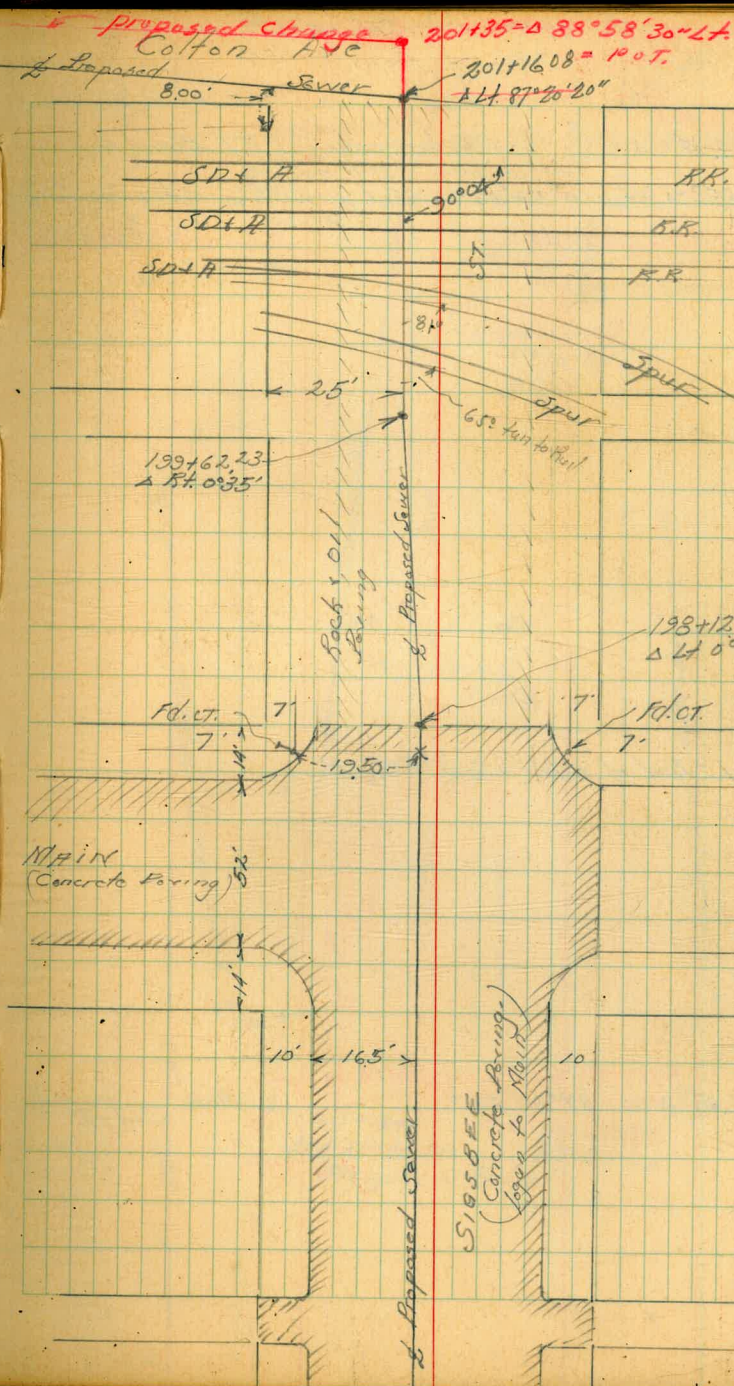 proposed change 201+35=Δ 88°58'30" Lt.
Colton Ave = P.O.T.
℄ Proposed Sewer 201+16.08
8.00' Δ Lt. 87°20'20"
SD+A RR.
90°04'
SD+A R.R.
ST.
SD+A R.R.
Spur
25' Spur
65° tan to
199+62.23
Δ Rt. 0°35'
Rock & Oil
Paving
℄ Proposed Sewer
198+12
Δ Lt 0°
Fd. CT. 7' 7' Fd. CT.
7' 14' 19.50 7'
MAIN
(Concrete Paving) 52'
14'
10' 16.5' 10
SIGSBEE
(Concrete Paving
Logan to Main)
℄ Proposed Sewer